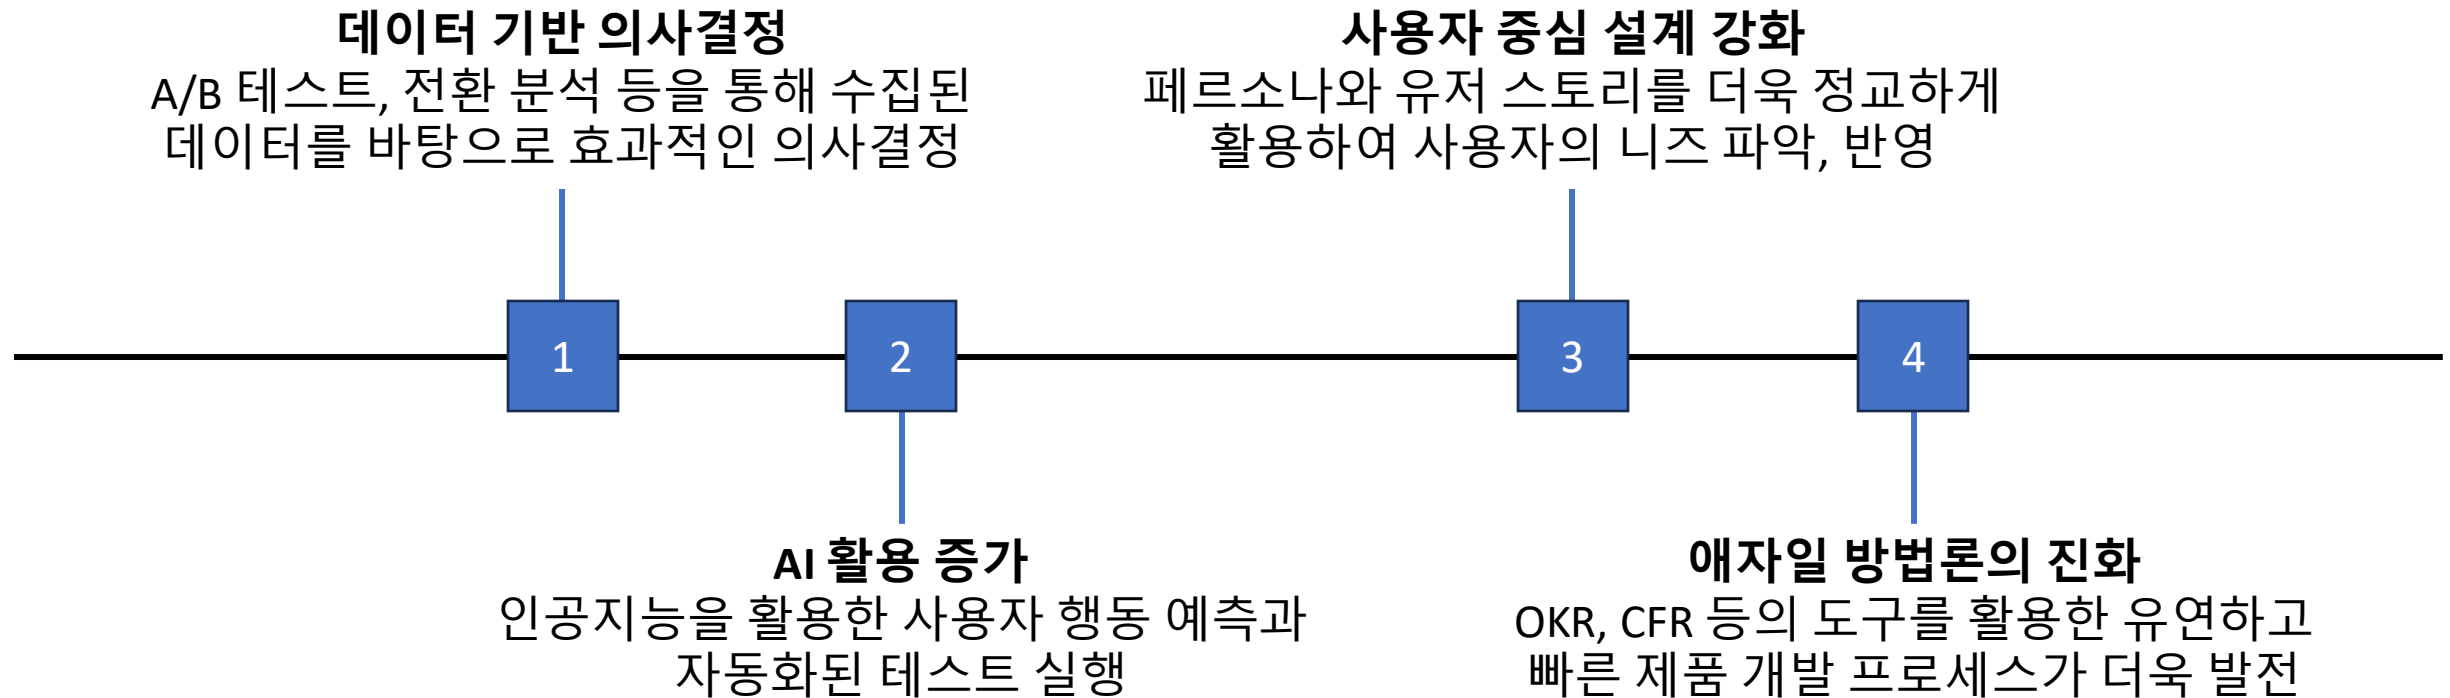 데이터 기반 의사결정
A/B 테스트, 전환 분석 등을 통해 수집된
데이터를 바탕으로 효과적인 의사결정
사용자 중심 설계 강화
페르소나와 유저 스토리를 더욱 정교하게
활용하여 사용자의 니즈 파악, 반영
1
2
3
4
AI 활용 증가
인공지능을 활용한 사용자 행동 예측과
자동화된 테스트 실행
애자일 방법론의 진화
OKR, CFR 등의 도구를 활용한 유연하고
빠른 제품 개발 프로세스가 더욱 발전